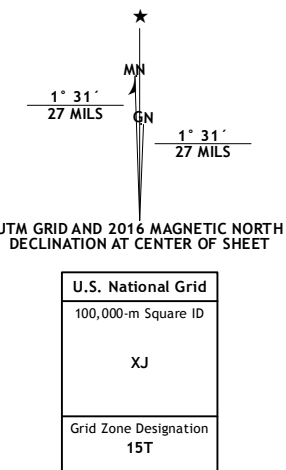 ★
MN
1° 31´
27 MILS
GN
1° 31´
27 MILS
UTM GRID AND 2016 MAGNETIC NORTH
DECLINATION AT CENTER OF SHEET
U.S. National Grid
100,000-m Square ID
XJ
Grid Zone Designation
15T